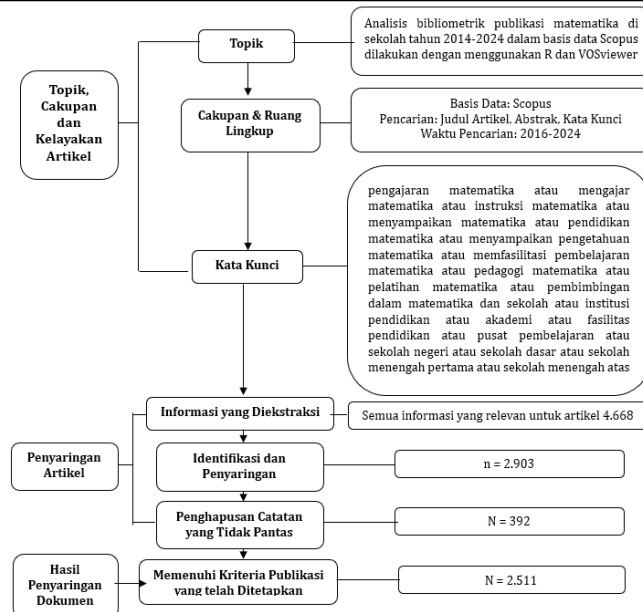 Topik
Analisis bibliometrik publikasi matematika di
sekolah tahun 2014-2024 dalam basis data Scopus
dilakukan dengan menggunakan R dan VOSviewer
Topik,
Cakupan
dan
Kelayakan
Artikel
Cakupan & Ruang
Lingkup
Basis Data: Scopus
Pencarian: Judul Artikel, Abstrak, Kata Kunci
Waktu Pencarian: 2016-2024
Kata Kunci
pengajaran matematika atau mengajar
matematika atau instruksi matematika atau
menyampaikan matematika atau pendidikan
matematika atau menyampaikan pengetahuan
matematika atau memfasilitasi pembelajaran
matematika atau pedagogi matematika atau
pelatihan matematika atau pembimbingan
dalam matematika dan sekolah atau institusi
pendidikan atau akademi atau fasilitas
pendidikan atau pusat pembelajaran atau
sekolah negeri atau sekolah dasar atau sekolah
menengah pertama atau sekolah menengah atas
Penyaringan
Artikel
Informasi yang Diekstraksi
Semua informasi yang relevan untuk artikel 4.668
Identifikasi dan
Penyaringan
n = 2.903
Penghapusan Catatan
yang Tidak Pantas
N = 392
Hasil
Penyaringan
Dokumen
Memenuhi Kriteria Publikasi
yang telah Ditetapkan
N = 2.511